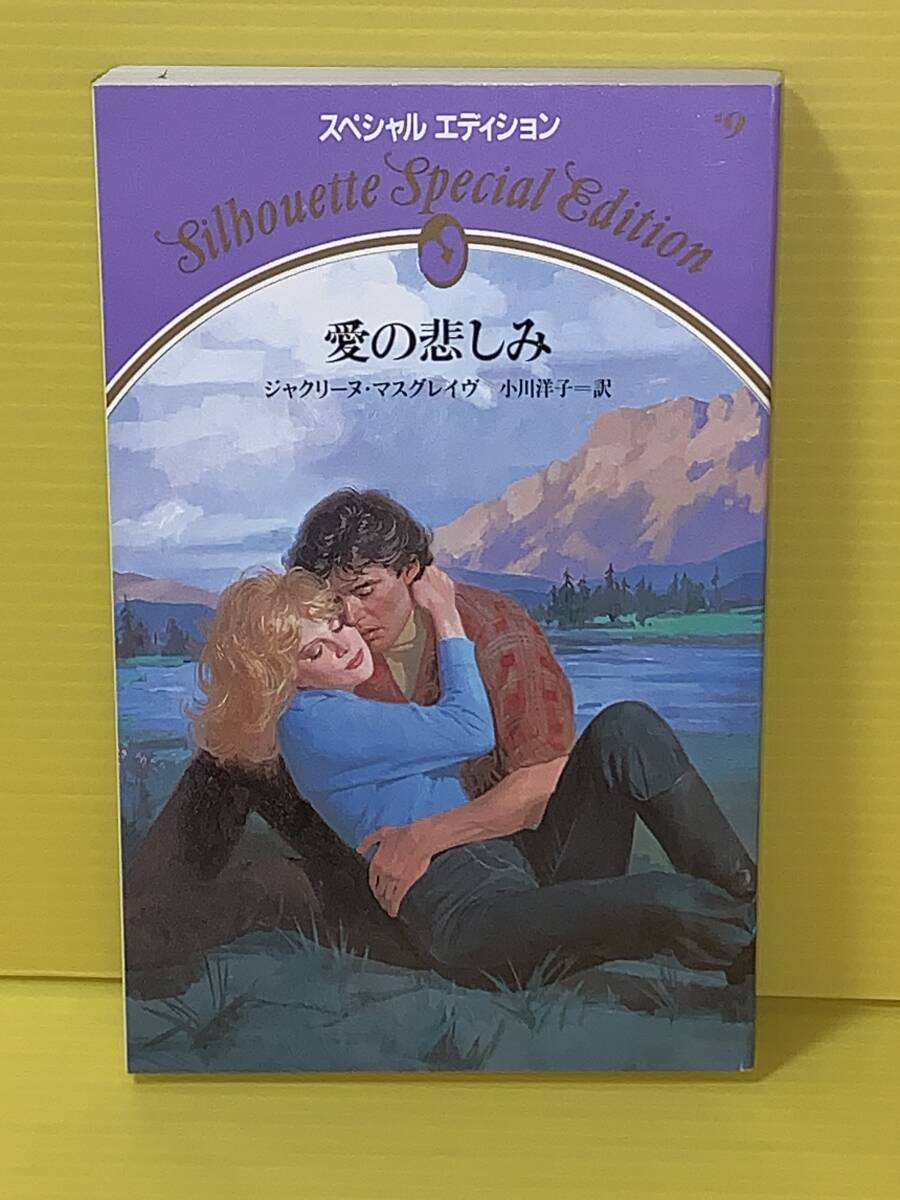 スペシャル エディション
#9
Silhouette Special Edition
愛の悲しみ
ジャクリーヌ・マスグレイヴ 小川洋子=訳